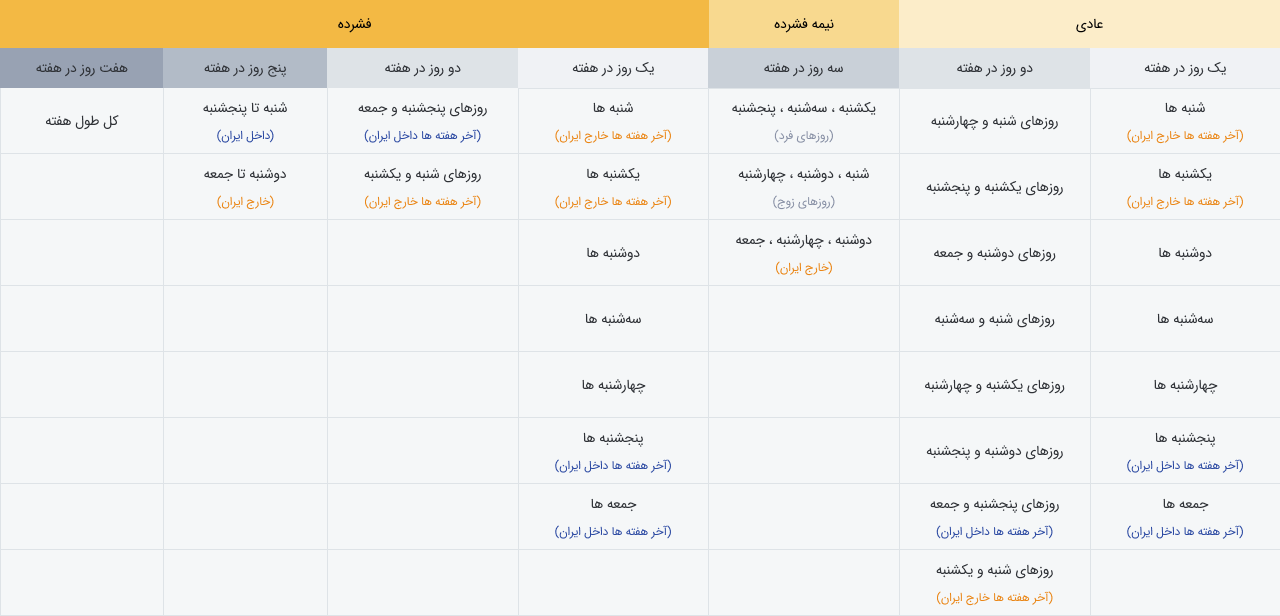 عادی
نیمه فشرده
فشرده
یک روز در هفته
دو روز در هفته
سه روز در هفته
یک روز در هفته
دو روز در هفته
پنج روز در هفته
هفت روز در هفته
شنبه ها
(آخر هفته ها خارج ایران)
روزهای شنبه و چهارشنبه
یکشنبه ، سه‌شنبه ، پنجشنبه
(روزهای فرد)
شنبه ها
(آخر هفته ها خارج ایران)
روزهای پنجشنبه و جمعه
(آخر هفته ها داخل ایران)
شنبه تا پنجشنبه
(داخل ایران)
کل طول هفته
یکشنبه ها
(آخر هفته ها خارج ایران)
روزهای یکشنبه و پنجشنبه
شنبه ، دوشنبه ، چهارشنبه
(روزهای زوج)
یکشنبه ها
(آخر هفته ها خارج ایران)
روزهای شنبه و یکشنبه
(آخر هفته ها خارج ایران)
دوشنبه تا جمعه
(خارج ایران)
دوشنبه ها
روزهای دوشنبه و جمعه
دوشنبه ، چهارشنبه ، جمعه
(خارج ایران)
دوشنبه ها
سه‌شنبه ها
روزهای شنبه و سه‌شنبه
سه‌شنبه ها
چهارشنبه ها
روزهای یکشنبه و چهارشنبه
چهارشنبه ها
پنجشنبه ها
(آخر هفته ها داخل ایران)
روزهای دوشنبه و پنجشنبه
پنجشنبه ها
(آخر هفته ها داخل ایران)
جمعه ها
(آخر هفته ها داخل ایران)
روزهای پنجشنبه و جمعه
(آخر هفته ها داخل ایران)
جمعه ها
(آخر هفته ها داخل ایران)
روزهای شنبه و یکشنبه
(آخر هفته ها خارج ایران)